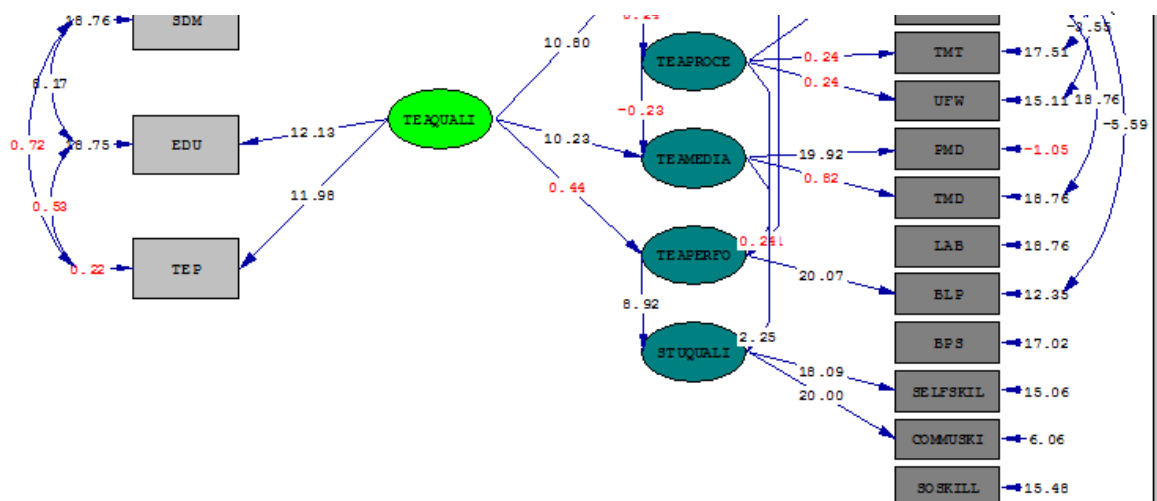 18.76
SDM
8.17
0.72
18.75
EDU
0.53
0.22
TEP
12.13
11.98
TEAQUALI
10.80
10.23
0.44
TEAPROCE
-0.23
TEAMEDIA
TEAPERFO
8.92
STUQUALI
0.24
0.24
19.92
0.82
0.241
20.07
2.25
18.09
20.00
TMT
17.51
UFW
15.11
PMD
-1.05
TMD
18.76
LAB
18.76
BLP
12.35
BPS
17.02
SELFSKIL
15.06
COMMUSKI
6.06
SOSKILL
15.48
18.76
-5.59